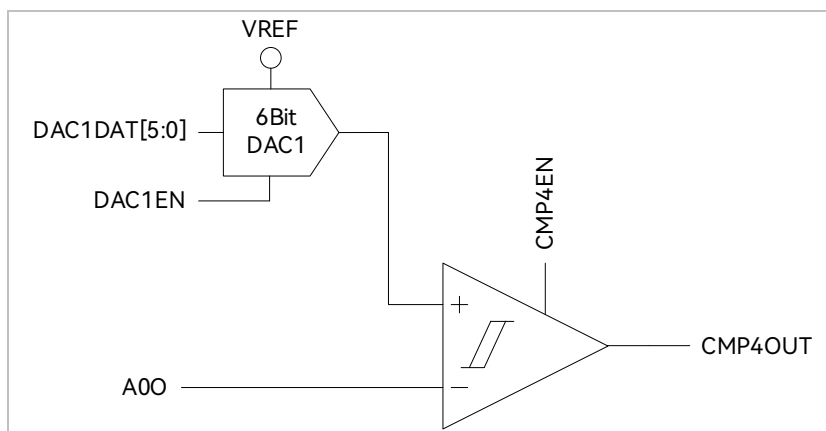 VREF
DAC1DAT[5:0]
6Bit
DAC1
DAC1EN
CMP4EN
+
CMP4OUT
A0O
−